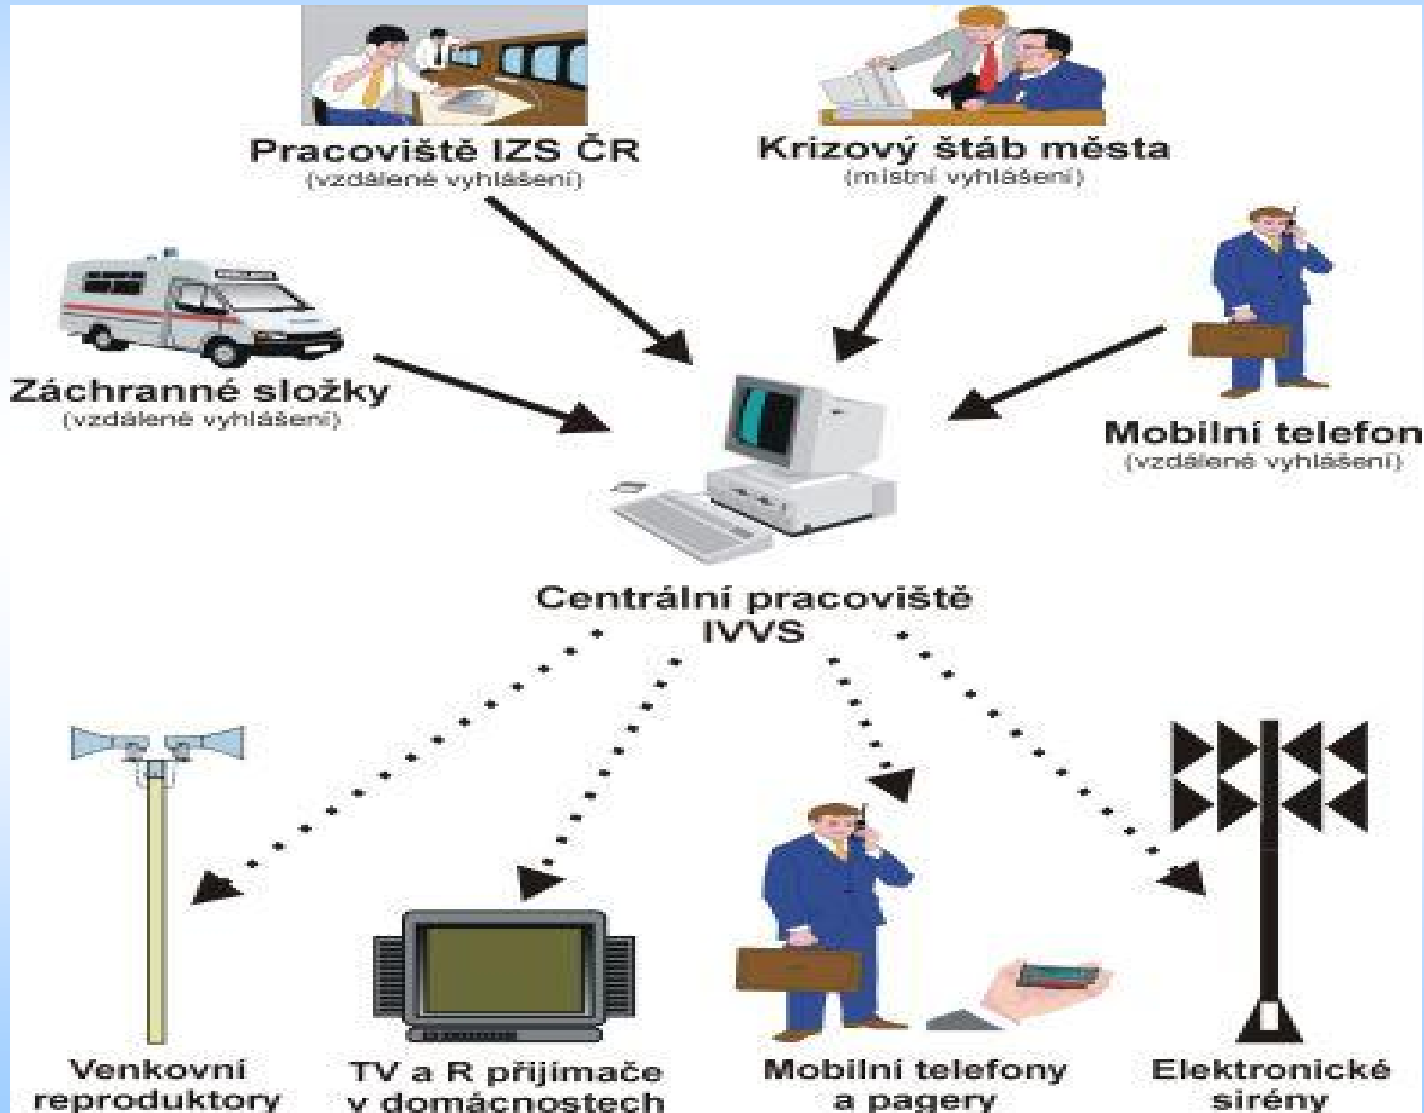 Pracoviště IZS ČR
(vzdálené vyhlášení)
Krizový štáb města
(místní vyhlášení)
Záchranné složky
(vzdálené vyhlášení)
Mobilní telefon
(vzdálené vyhlášení)
Centrální pracoviště
IVVS
Venkovní
reproduktory
TV a R přijímače
v domácnostech
Mobilní telefony
a pagery
Elektronické
sirény